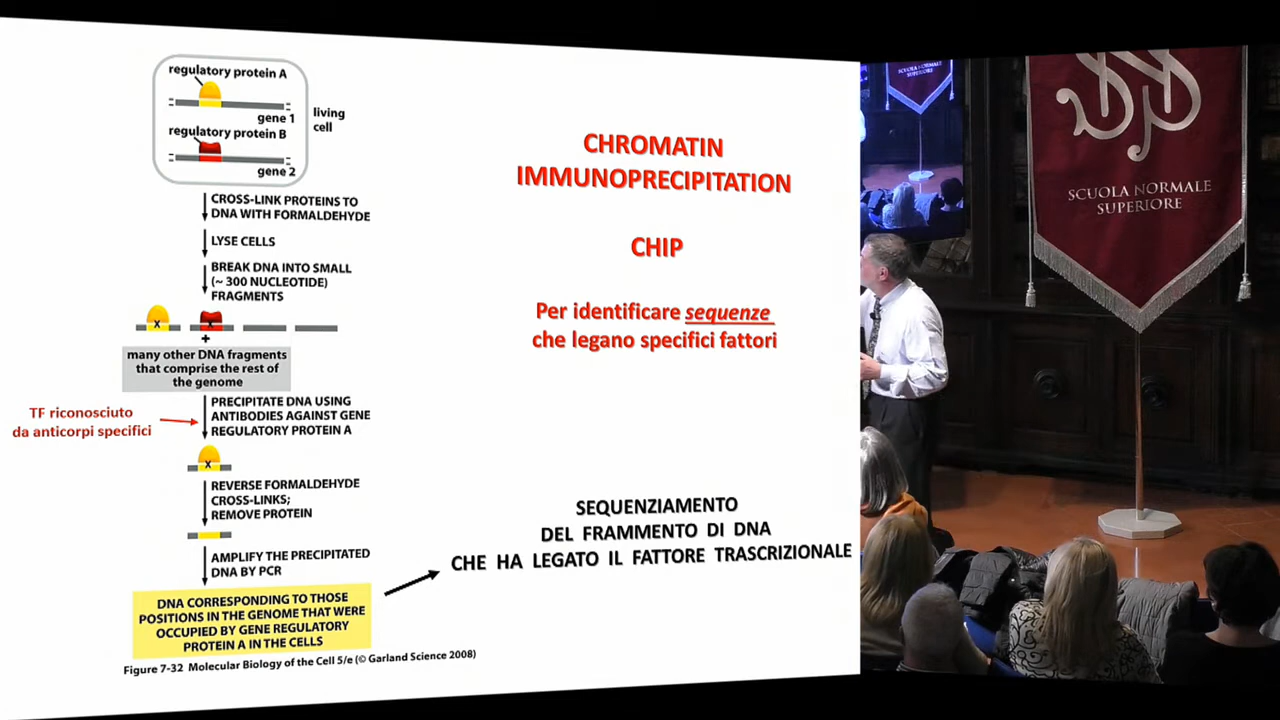 regulatory protein A
gene 1
regulatory protein B
gene 2
living
cell
CROSS-LINK PROTEINS TO
DNA WITH FORMALDEHYDE
LYSE CELLS
BREAK DNA INTO SMALL
(~ 300 NUCLEOTIDE)
FRAGMENTS
x
x
+
many other DNA fragments
that comprise the rest of
the genome
PRECIPITATE DNA USING
ANTIBODIES AGAINST GENE
REGULATORY PROTEIN A
TF riconosciuto
da anticorpi specifici
x
REVERSE FORMALDEHYDE
CROSS-LINKS;
REMOVE PROTEIN
AMPLIFY THE PRECIPITATED
DNA BY PCR
DNA CORRESPONDING TO THOSE
POSITIONS IN THE GENOME THAT WERE
OCCUPIED BY GENE REGULATORY
PROTEIN A IN THE CELLS
Figure 7-32 Molecular Biology of the Cell 5/e (© Garland Science 2008)
CHROMATIN
IMMUNOPRECIPITATION
CHIP
Per identificare sequenze
che legano specifici fattori
SEQUENZIAMENTO
DEL FRAMMENTO DI DNA
CHE HA LEGATO IL FATTORE TRASCRIZIONALE
SCUOLA NORMALE
SUPERIORE
SCUOLA NORMALE
SUPERIORE